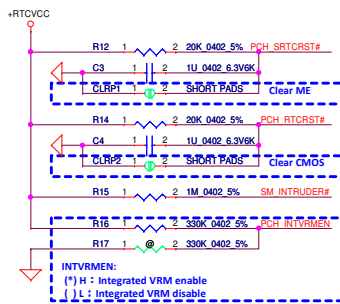 +RTCVCC
R12 1 2 20K_0402_5% PCH_SRTCRST#
C3 1 2 1U_0402_6.3V6K
CLRP1 1 2 SHORT PADS Clear ME
R14 1 2 20K_0402_5% PCH_RTCRST#
C4 1 2 1U_0402_6.3V6K
CLRP2 1 2 SHORT PADS Clear CMOS
R15 1 2 1M_0402_5% SM_INTRUDER#
R16 1 2 330K_0402_5% PCH_INTVRMEN
R17 1 @ 2 330K_0402_5%
INTVRMEN:
(*) H：Integrated VRM enable
( ) L：Integrated VRM disable